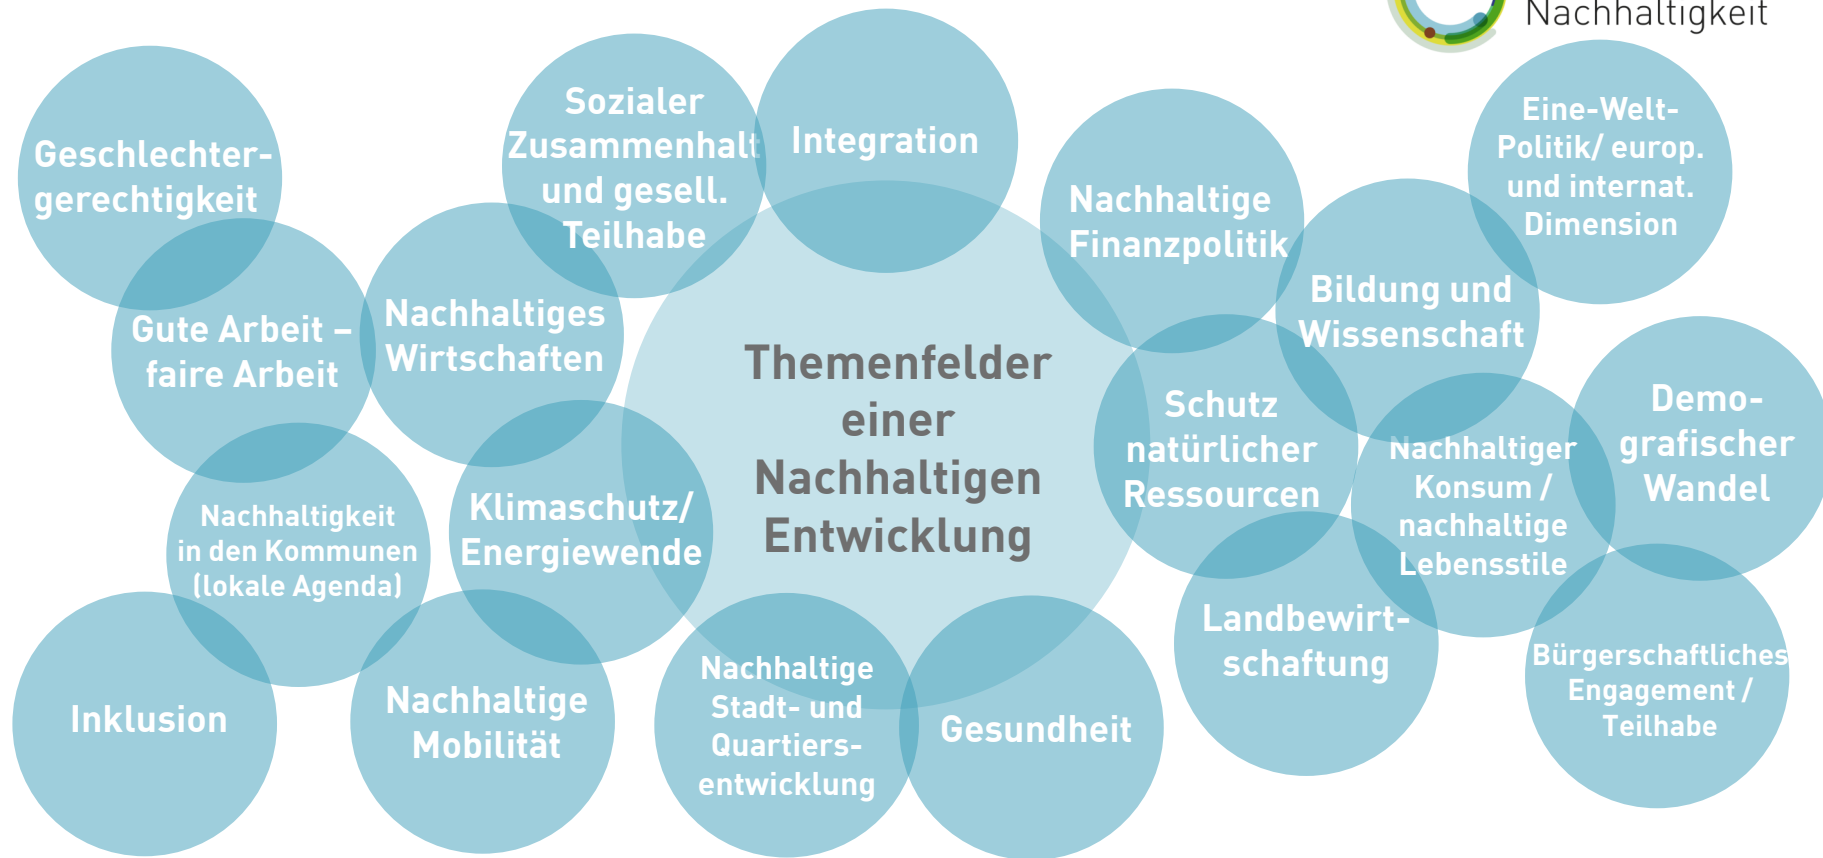 Nachhaltigkeit
Geschlechter-
gerechtigkeit
Sozialer
Zusammenhalt
und gesell.
Teilhabe
Integration
Nachhaltige
Finanzpolitik
Eine-Welt-
Politik/ europ.
und internat.
Dimension
Gute Arbeit –
faire Arbeit
Nachhaltiges
Wirtschaften
Bildung und
Wissenschaft
Themenfelder
einer
Nachhaltigen
Entwicklung
Schutz
natürlicher
Ressourcen
Nachhaltiger
Konsum /
nachhaltige
Lebensstile
Demo-
grafischer
Wandel
Nachhaltigkeit
in den Kommunen
(lokale Agenda)
Klimaschutz/
Energiewende
Landbewirt-
schaftung
Bürgerschaftliches
Engagement /
Teilhabe
Inklusion
Nachhaltige
Mobilität
Nachhaltige
Stadt- und
Quartiers-
entwicklung
Gesundheit